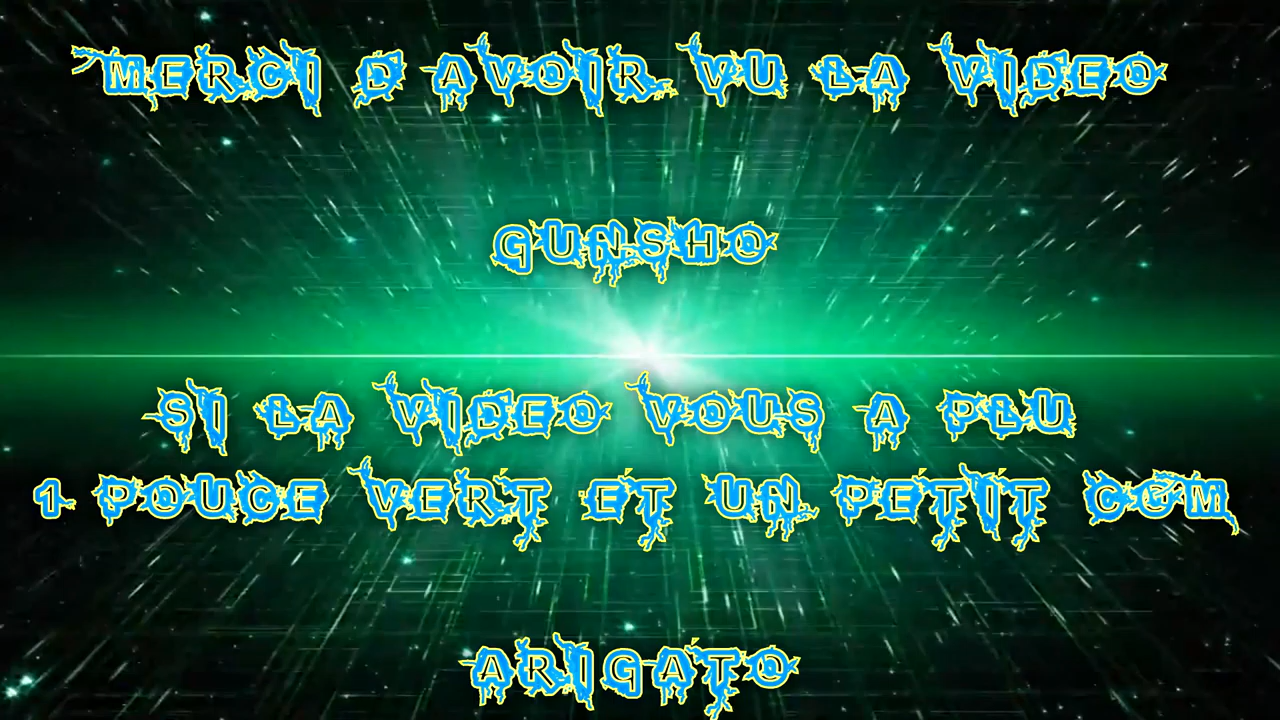 MERCI D AVOIR VU LA VIDEO
GUNSHO
SI LA VIDEO VOUS A PLU
1 POUCE VERT ET UN PETIT COM
ARIGATO